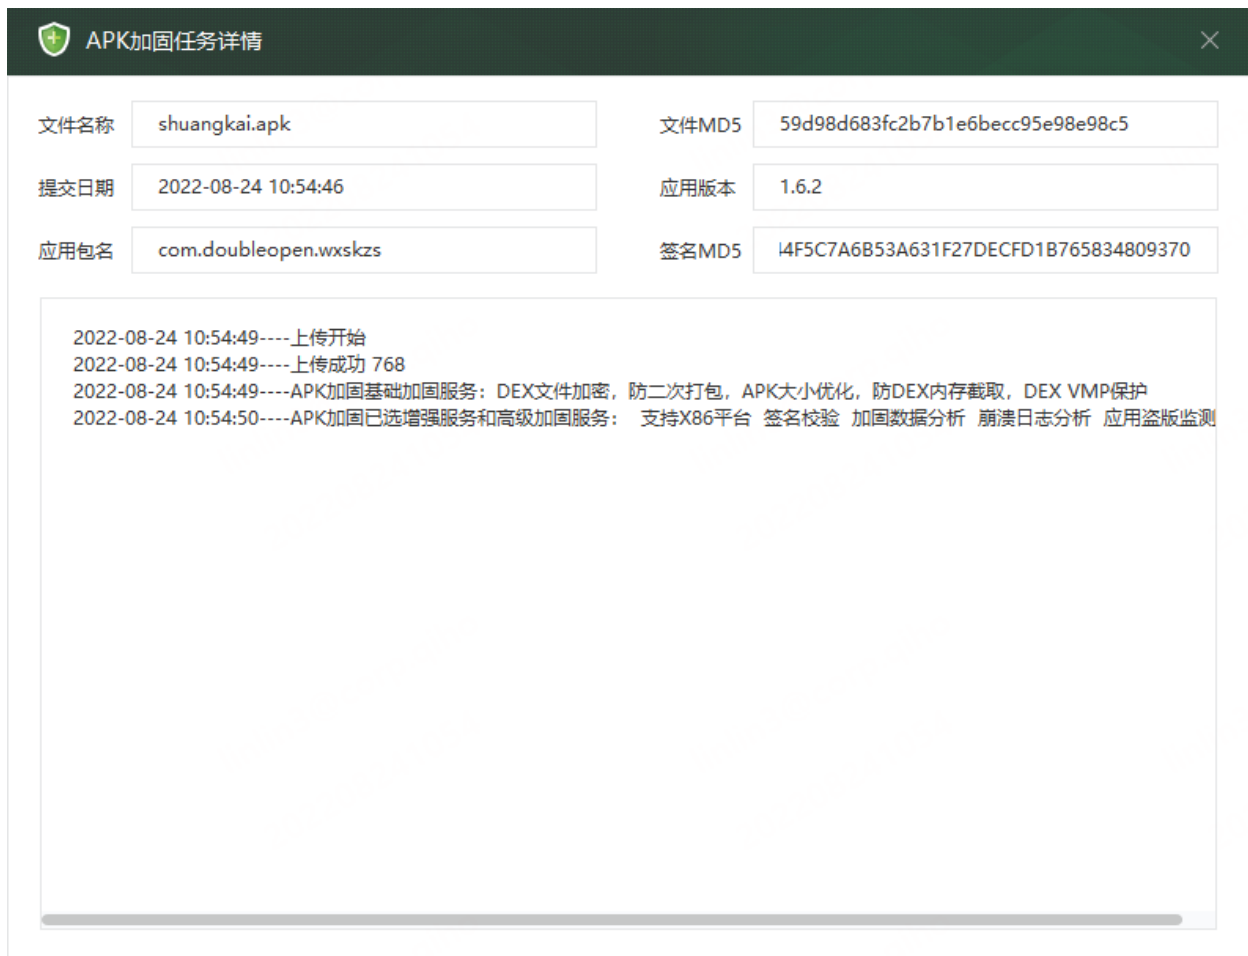 APK加固任务详情
文件名称 shuangkai.apk 文件MD5 59d98d683fc2b7b1e6becc95e98e98c5
提交日期 2022-08-24 10:54:46 应用版本 1.6.2
应用包名 com.doubleopen.wxskzs 签名MD5 4F5C7A6B53A631F27DECFD1B765834809370
2022-08-24 10:54:49----上传开始
2022-08-24 10:54:49----上传成功 768
2022-08-24 10:54:49----APK加固基础加固服务：DEX文件加密，防二次打包，APK大小优化，防DEX内存截取，DEX VMP保护
2022-08-24 10:54:50----APK加固已选增强服务和高级加固服务： 支持X86平台 签名校验 加固数据分析 崩溃日志分析 应用盗版监测